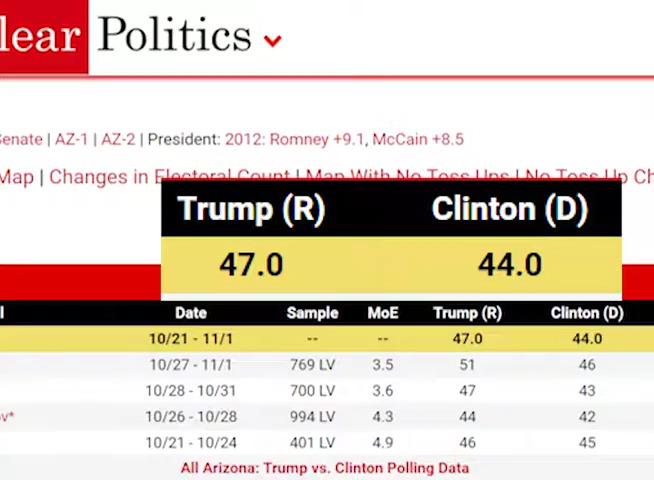 lear Politics
Senate | AZ-1 | AZ-2 | President: 2012: Romney +9.1, McCain +8.5
Map | Changes in Electoral Count | Map With No Toss Ups | No Toss Up Ch
Trump (R) Clinton (D)
47.0 44.0
l Date Sample MoE Trump (R) Clinton (D)
10/21 - 11/1 -- -- 47.0 44.0
10/27 - 11/1 769 LV 3.5 51 46
10/28 - 10/31 700 LV 3.6 47 43
ov* 10/26 - 10/28 994 LV 4.3 44 42
10/21 - 10/24 401 LV 4.9 46 45
All Arizona: Trump vs. Clinton Polling Data